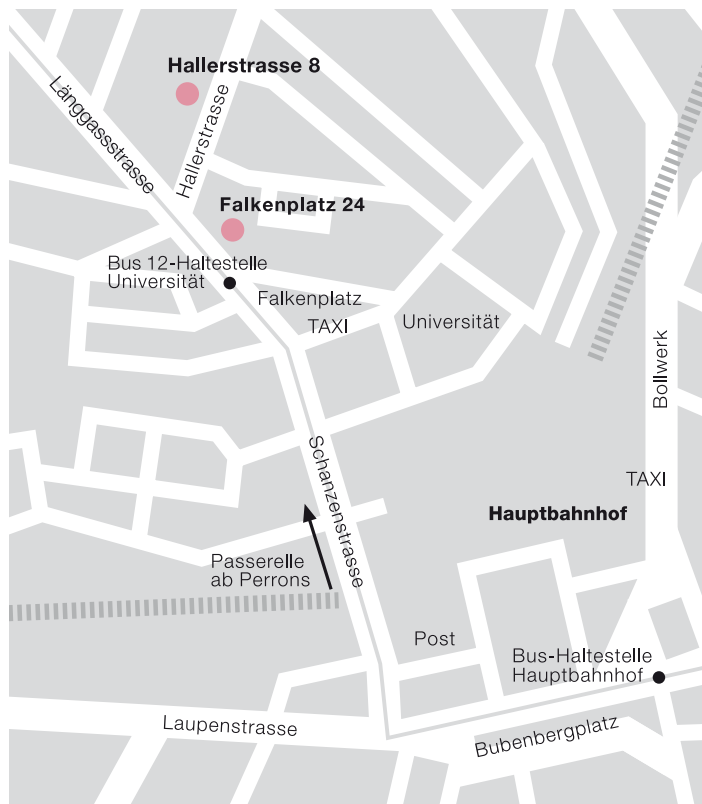 Hallerstrasse 8
Länggassstrasse
Hallerstrasse
Falkenplatz 24
Bus 12-Haltestelle
Universität
Falkenplatz
TAXI
Universität
Bollwerk
Schanzenstrasse
TAXI
Hauptbahnhof
Passerelle
ab Perrons
Post
Bus-Haltestelle
Hauptbahnhof
Laupenstrasse
Bubenbergplatz